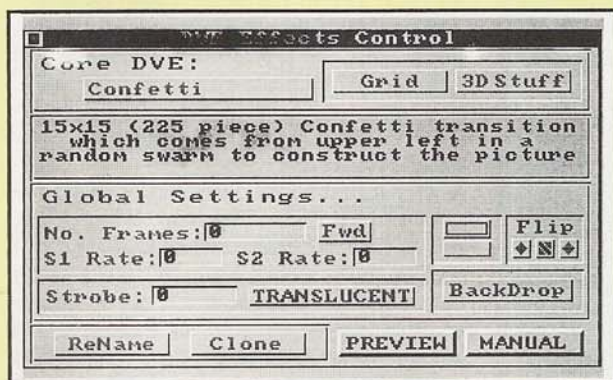 DVE Effects Control
Core DVE:
Confetti
Grid
3D Stuff
15x15 (225 piece) Confetti transition
which comes from upper left in a
random swarm to construct the picture
Global Settings...
No. Frames: 0
Fwd
Flip
S1 Rate: 0
S2 Rate: 0
Strobe: 0
TRANSLUCENT
BackDrop
ReName
Clone
PREVIEW
MANUAL